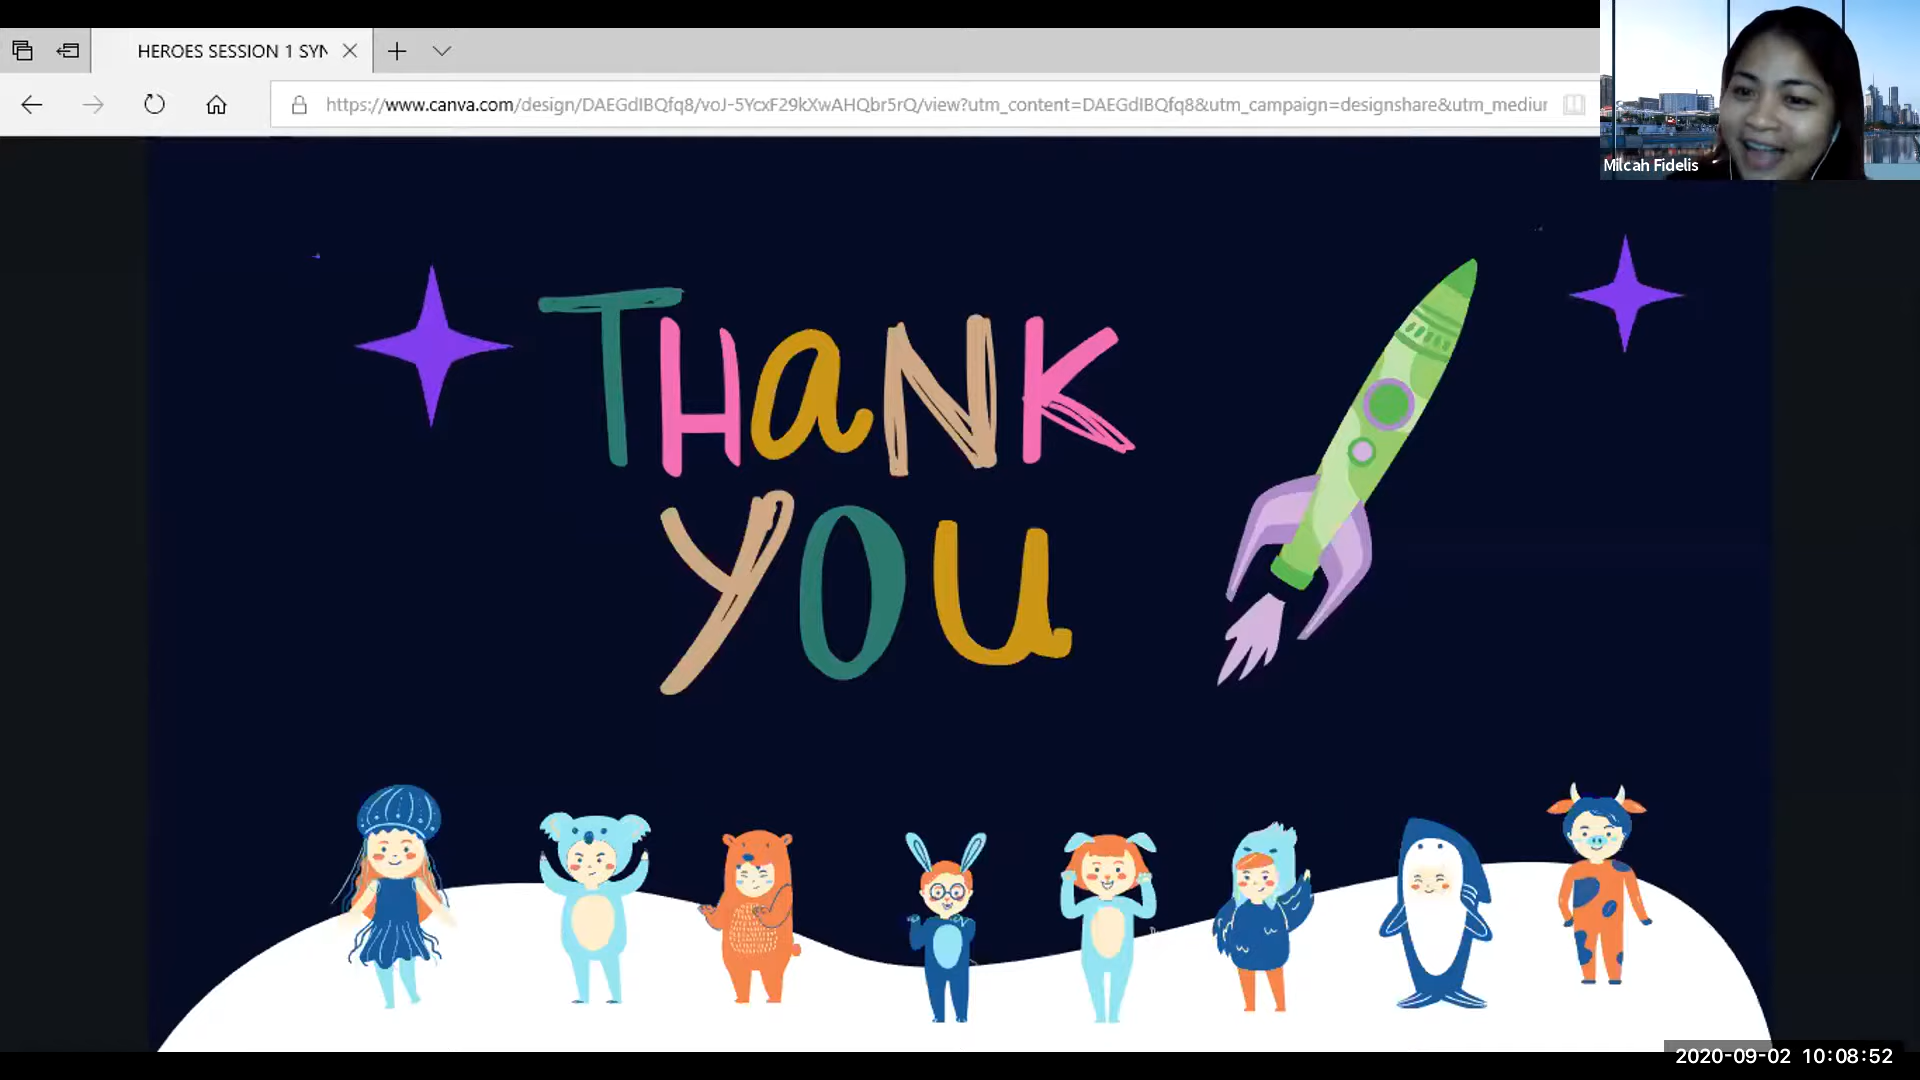 HEROES SESSION 1 SYN
https://www.canva.com/design/DAEGdIBQfq8/voJ-5YcxF29kXwAHQbr5rQ/view?utm_content=DAEGdIBQfq8&utm_campaign=designshare&utm_mediur
Milcah Fidelis
THaNK
YOu
2020-09-02 10:08:52